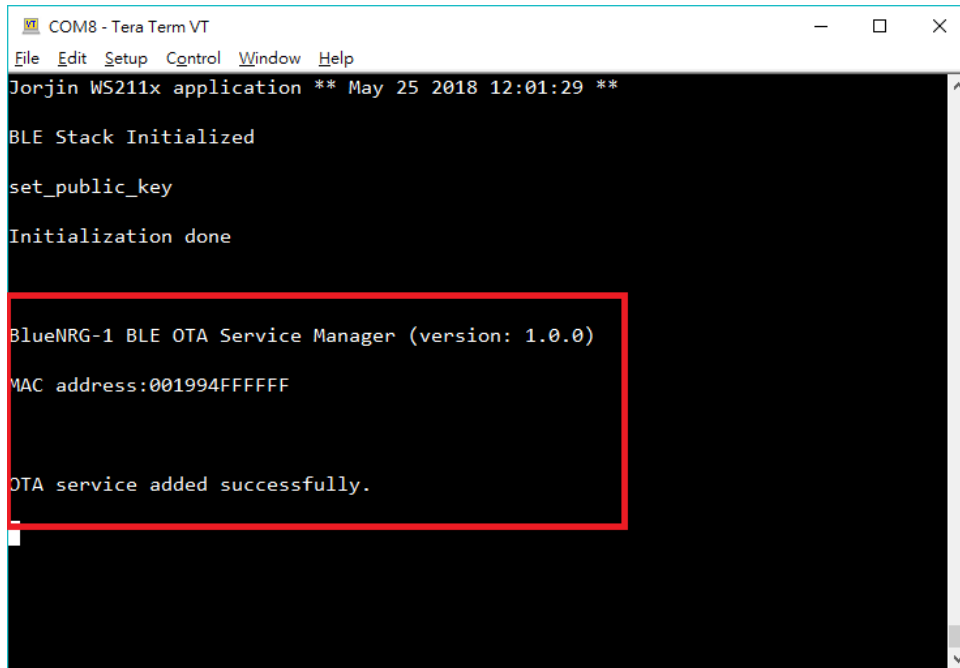 COM8 - Tera Term VT
File Edit Setup Control Window Help
Jorjin WS211x application ** May 25 2018 12:01:29 **
BLE Stack Initialized
set_public_key
Initialization done
BlueNRG-1 BLE OTA Service Manager (version: 1.0.0)
MAC address:001994FFFFFF
OTA service added successfully.